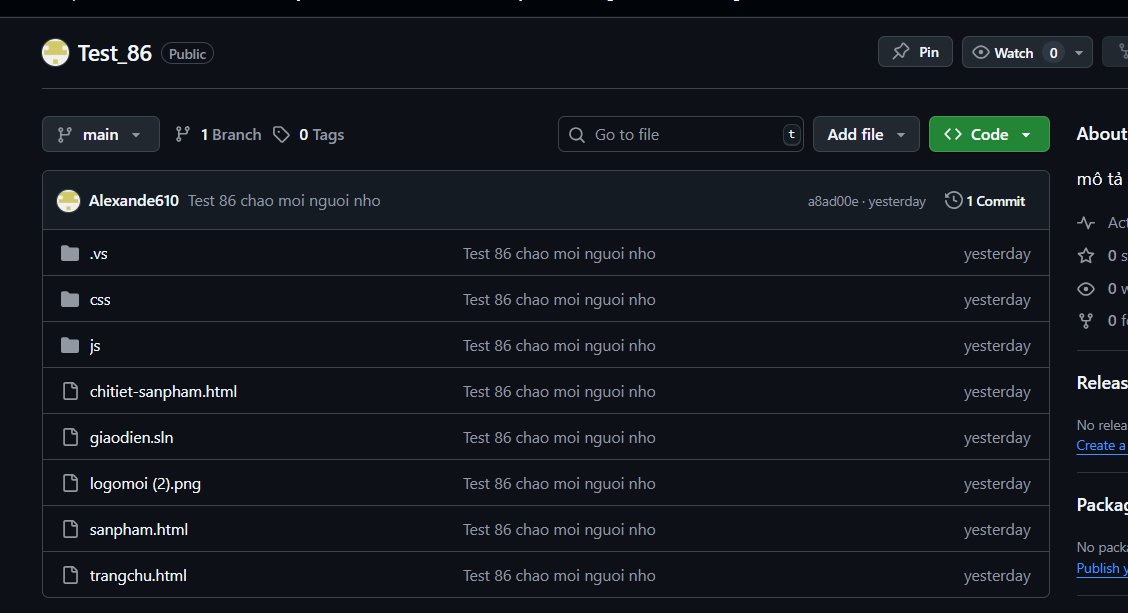 Test_86 Public Pin Watch 0
main 1 Branch 0 Tags Go to file t Add file Code About
mô tả
Alexande610 Test 86 chao moi nguoi nho a8ad00e · yesterday 1 Commit
.vs Test 86 chao moi nguoi nho yesterday
css Test 86 chao moi nguoi nho yesterday
js Test 86 chao moi nguoi nho yesterday
chitiet-sanpham.html Test 86 chao moi nguoi nho yesterday
giaodien.sln Test 86 chao moi nguoi nho yesterday
logomoi (2).png Test 86 chao moi nguoi nho yesterday
sanpham.html Test 86 chao moi nguoi nho yesterday
trangchu.html Test 86 chao moi nguoi nho yesterday
Act
0 s
0 w
0 fo
Releas
No relea
Create a
Packag
No packa
Publish y